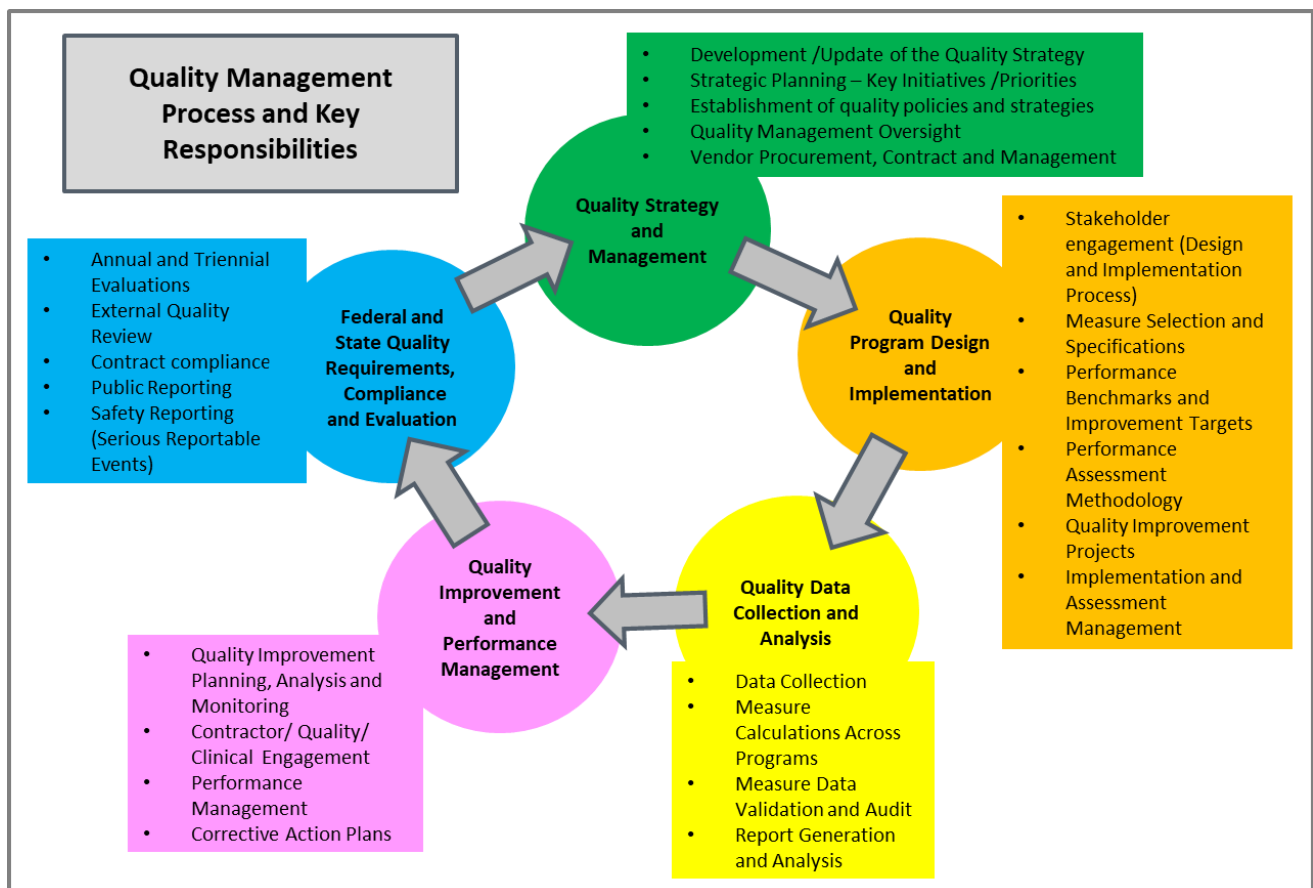 Quality Management
Process and Key
Responsibilities
• Development /Update of the Quality Strategy
• Strategic Planning – Key Initiatives /Priorities
• Establishment of quality policies and strategies
• Quality Management Oversight
• Vendor Procurement, Contract and Management
Quality Strategy
and
Management
• Stakeholder
engagement (Design
and Implementation
Process)
• Measure Selection and
Specifications
• Performance
Benchmarks and
Improvement Targets
• Performance
Assessment
Methodology
• Quality Improvement
Projects
• Implementation and
Assessment
Management
Quality
Program Design
and
Implementation
Quality Data
Collection and
Analysis
• Data Collection
• Measure
Calculations Across
Programs
• Measure Data
Validation and Audit
• Report Generation
and Analysis
Quality
Improvement
and
Performance
Management
• Quality Improvement
Planning, Analysis and
Monitoring
• Contractor/ Quality/
Clinical Engagement
• Performance
Management
• Corrective Action Plans
Federal and
State Quality
Requirements,
Compliance
and Evaluation
• Annual and Triennial
Evaluations
• External Quality
Review
• Contract compliance
• Public Reporting
• Safety Reporting
(Serious Reportable
Events)